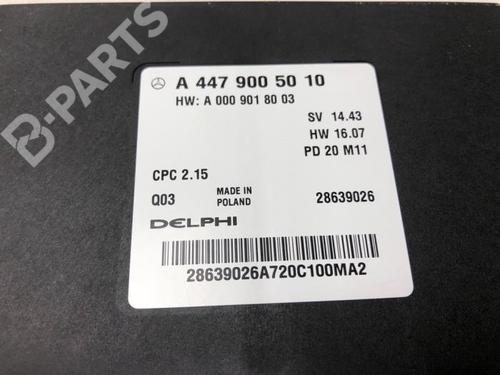 B-PARTS
A 447 900 50 10
HW: A 000 901 80 03
SV 14.43
HW 16.07
PD 20 M11
CPC 2.15
Q03
MADE IN
POLAND
28639026
DELPHI
28639026A720C100MA2